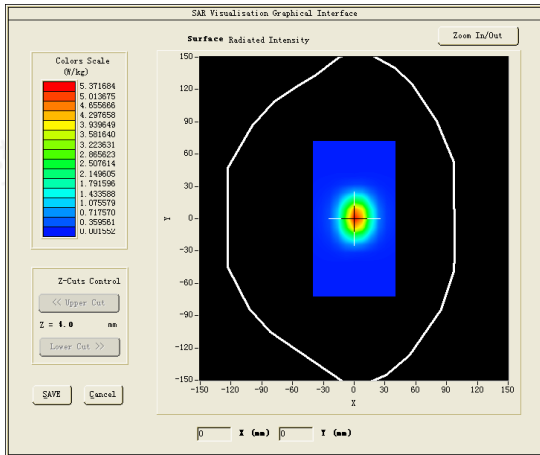 SAR Visualisation Graphical Interface
Surface Radiated Intensity
Zoom In/Out
Colors Scale
(W/kg)
5.371684
5.013675
4.655666
4.297658
3.939649
3.581640
3.223631
2.865623
2.507614
2.149605
1.791596
1.433588
1.075579
0.717570
0.359561
0.001552
Z-Cuts Control
<< Upper Cut
Z = 4.0 mm
Lower Cut >>
SAVE Cancel
150
120
90
60
30
Y 0
-30
-60
-90
-120
-150
-150 -120 -90 -60 -30 0 30 60 90 120 150
X
0 X (mm) 0 Y (mm)